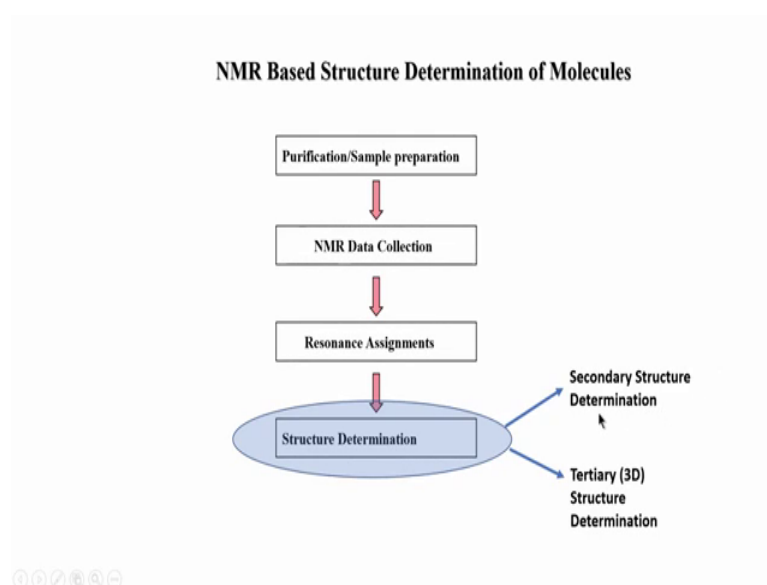 NMR Based Structure Determination of Molecules
Purification/Sample preparation
NMR Data Collection
Resonance Assignments
Structure Determination
Secondary Structure
Determination
Tertiary (3D)
Structure
Determination